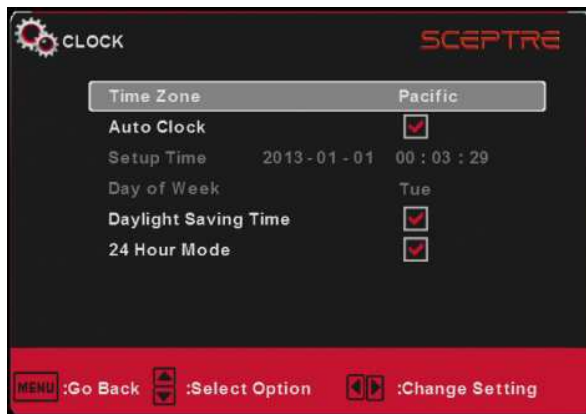 CLOCK SCEPTRE
Time Zone Pacific
Auto Clock
Setup Time 2013-01-01 00:03:29
Day of Week Tue
Daylight Saving Time
24 Hour Mode
MENU :Go Back :Select Option :Change Setting